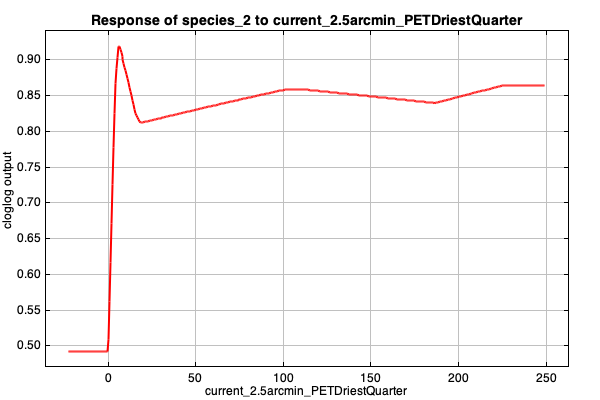 Response of species_2 to current_2.5arcmin_PETDriestQuarter
0.90
0.85
0.80
0.75
0.70
0.65
0.60
0.55
0.50
cloglog output
0 50 100 150 200 250
current_2.5arcmin_PETDriestQuarter